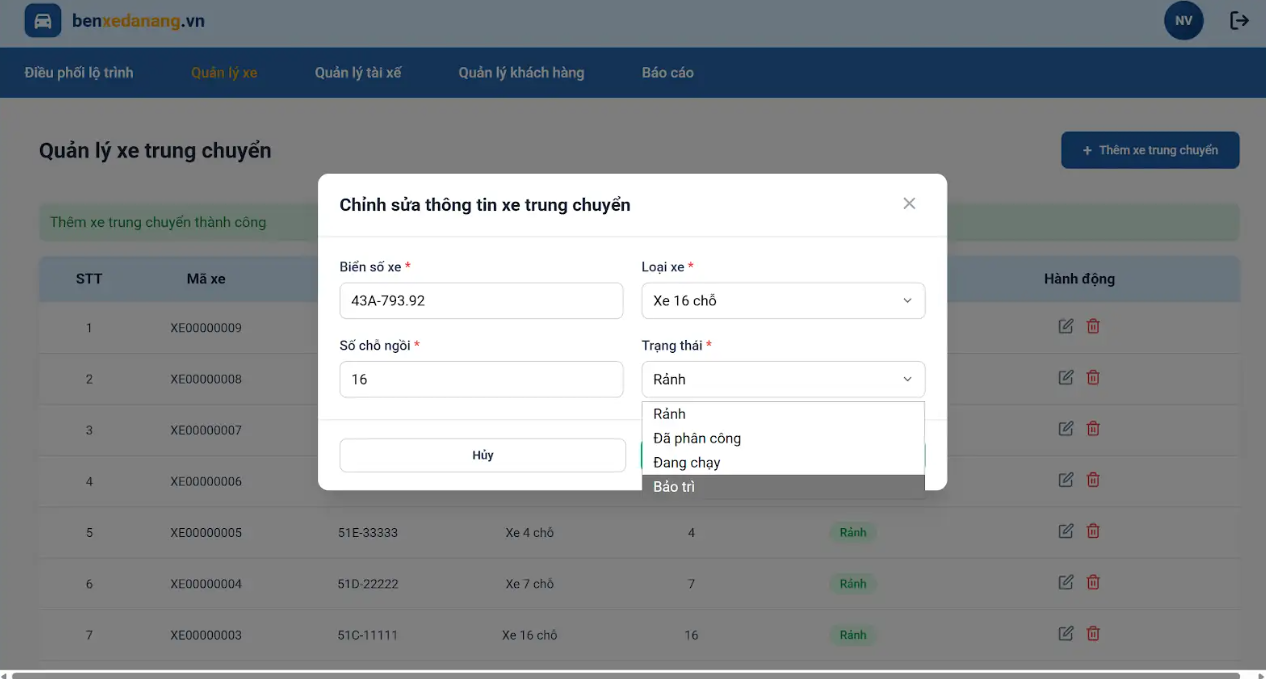 benxedanang.vn
NV
Điều phối lộ trình
Quản lý xe
Quản lý tài xế
Quản lý khách hàng
Báo cáo
Quản lý xe trung chuyển
+ Thêm xe trung chuyển
Thêm xe trung chuyển thành công
Chỉnh sửa thông tin xe trung chuyển
Biển số xe *
Loại xe *
43A-793.92
Xe 16 chỗ
Số chỗ ngồi *
Trạng thái *
16
Rảnh
Rảnh
Đã phân công
Đang chạy
Bảo trì
Hủy
STT Mã xe Hành động
1 XE00000009
2 XE00000008
3 XE00000007
4 XE00000006
5 XE00000005 51E-33333 Xe 4 chỗ 4 Rảnh
6 XE00000004 51D-22222 Xe 7 chỗ 7 Rảnh
7 XE00000003 51C-11111 Xe 16 chỗ 16 Rảnh